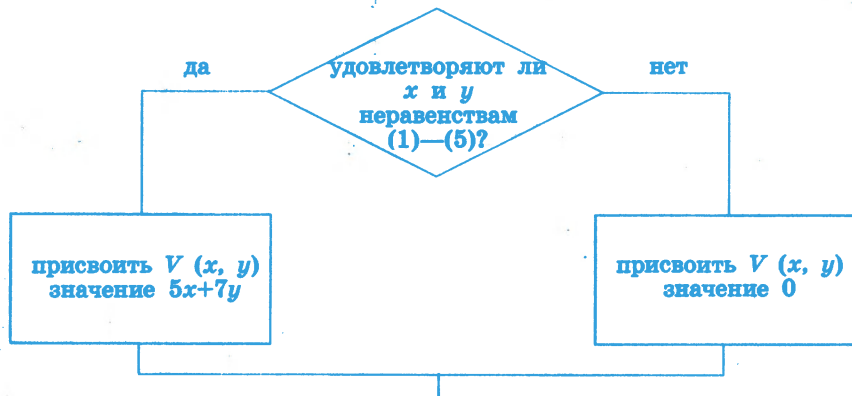 да
удовлетворяют ли
x и y
неравенствам
(1)—(5)?
нет
присвоить V (x, y)
значение 5x+7y
присвоить V (x, y)
значение 0